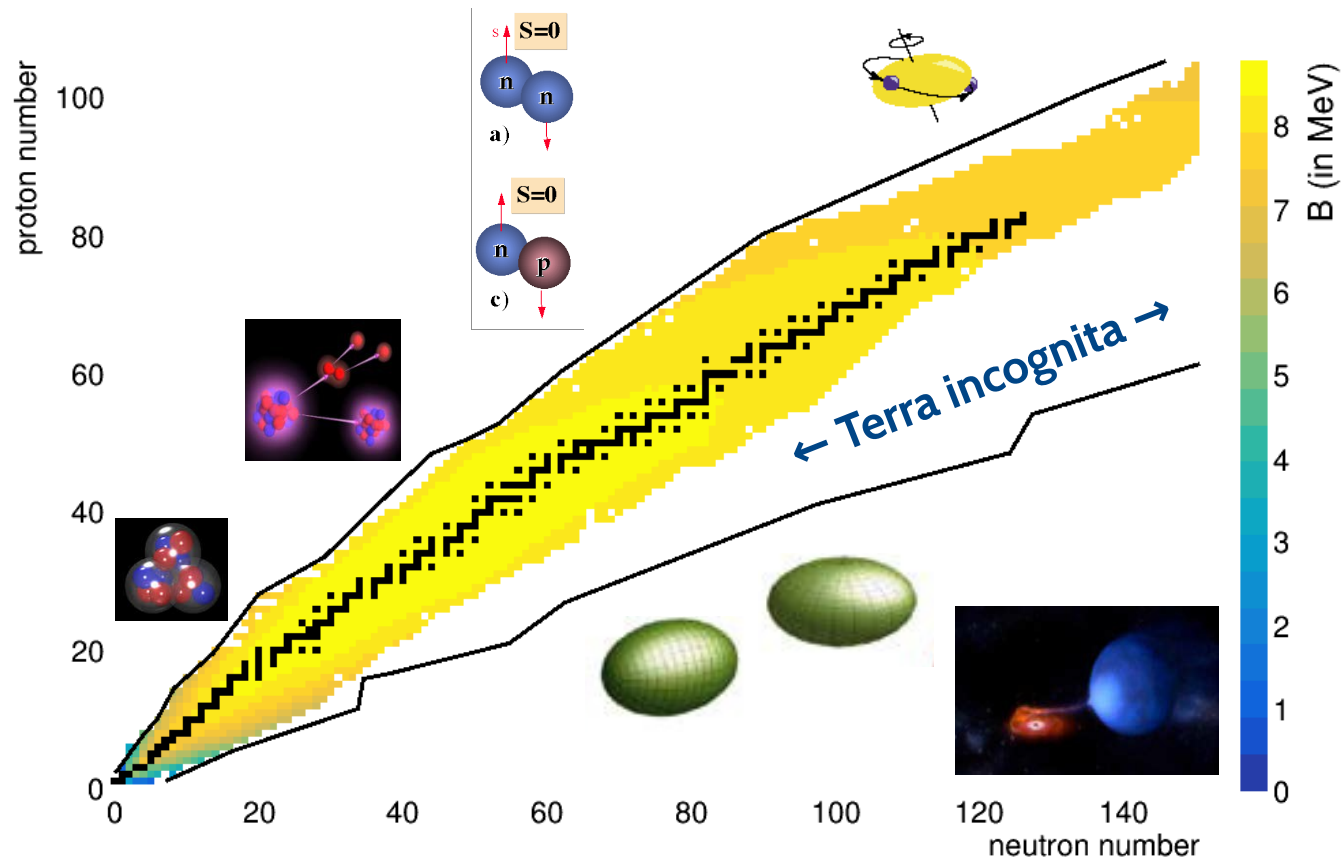 s S=0
n
n
a)
S=0
n
p
c)
proton number
100
80
60
40
20
0
0 20 40 60 80 100 120 140
neutron number
← Terra incognita →
B (in MeV)
8
7
6
5
4
3
2
1
0